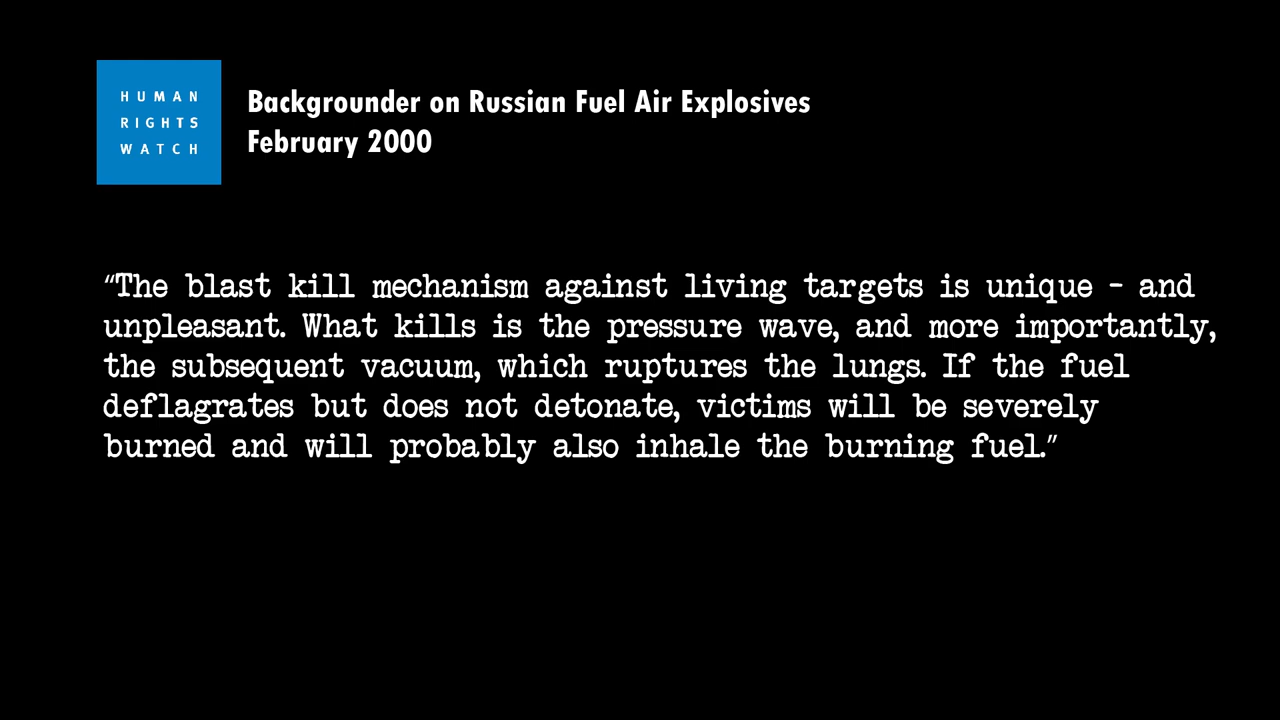 HUMAN
RIGHTS
WATCH
Backgrounder on Russian Fuel Air Explosives
February 2000
"The blast kill mechanism against living targets is unique - and
unpleasant. What kills is the pressure wave, and more importantly,
the subsequent vacuum, which ruptures the lungs. If the fuel
deflagrates but does not detonate, victims will be severely
burned and will probably also inhale the burning fuel."